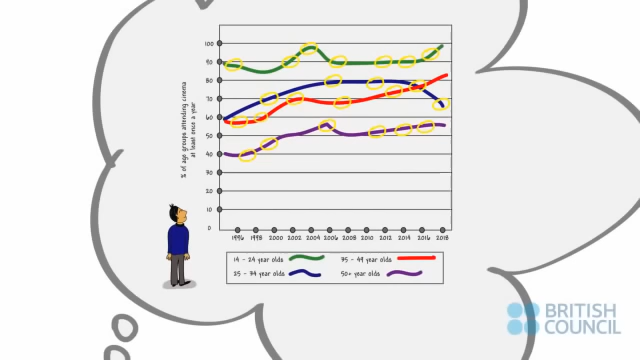 % of age groups attending cinema
at least once a year
100
90
80
70
60
50
40
30
20
10
0
1996 1998 2000 2002 2004 2006 2008 2010 2012 2014 2016 2018
14 - 24 year olds
35 - 49 year olds
25 - 34 year olds
50+ year olds
BRITISH
COUNCIL